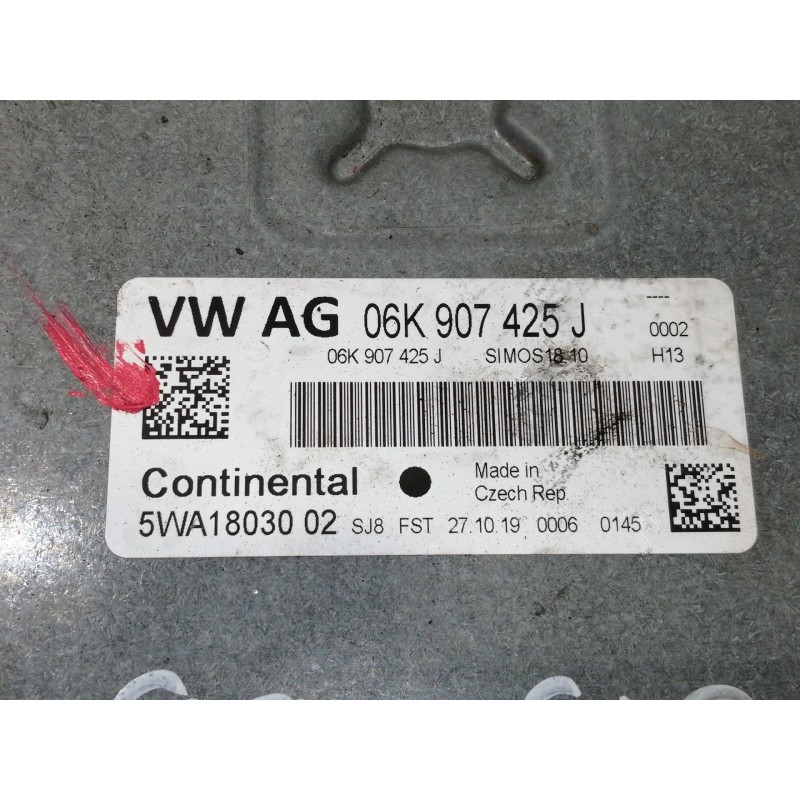 VW AG 06K 907 425 J ----
0002
06K 907 425 J SIMOS18.10 H13
Continental Made in
Czech Rep.
5WA18030 02 SJ8 FST 27.10.19 0006 0145